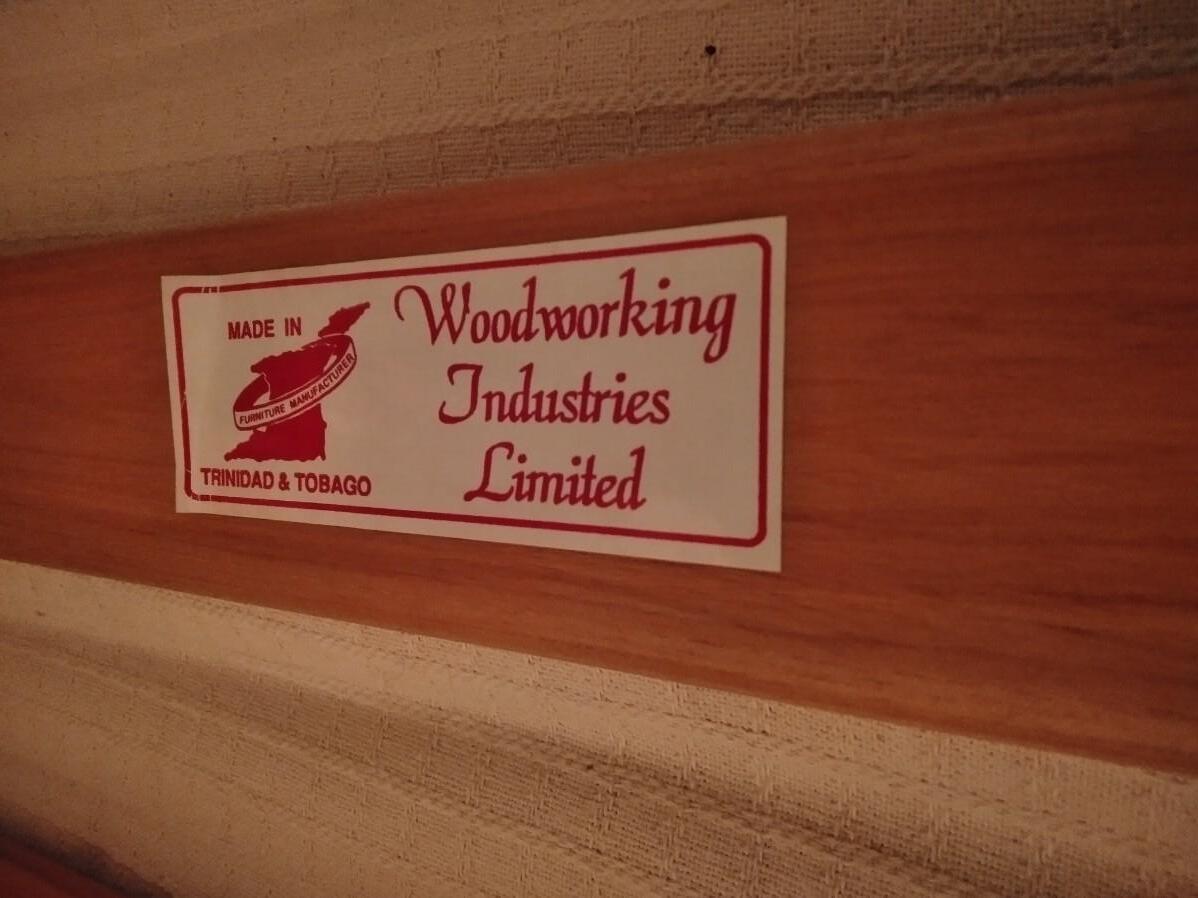 MADE IN
FURNITURE MANUFACTURER
TRINIDAD & TOBAGO
Woodworking
Industries
Limited